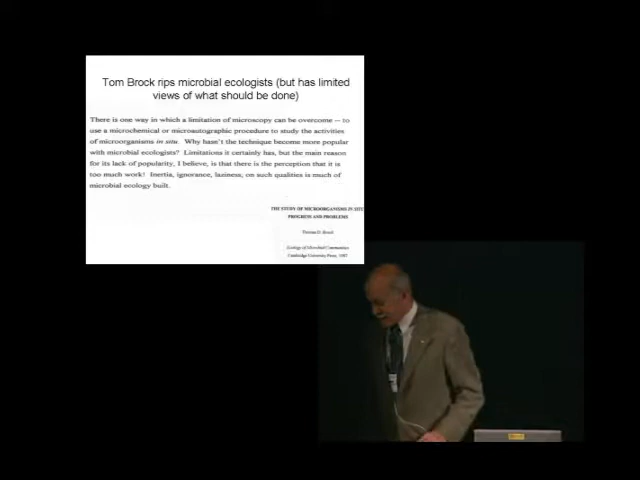 Tom Brock rips microbial ecologists (but has limited
views of what should be done)
There is one way in which a limitation of microscopy can be overcome -- to
use a microchemical or microautographic procedure to study the activities
of microorganisms in situ. Why hasn't the technique become more popular
with microbial ecologists? Limitations it certainly has, but the main reason
for its lack of popularity, I believe, is that there is the perception that it is
too much work! Inertia, ignorance, laziness; on such qualities is much of
microbial ecology built.
THE STUDY OF MICROORGANISMS IN SITU:
PROGRESS AND PROBLEMS
Thomas D. Brock
Ecology of Microbial Communities
Cambridge University Press, 1987